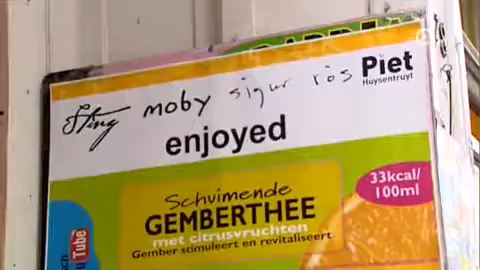 Sting moby sigur rós
Piet
Huysentruyt
enjoyed
33kcal/
100ml
Schuimende
GEMBERTHEE
met citrusvruchten
Gember stimuleert en revitaliseert
Tube